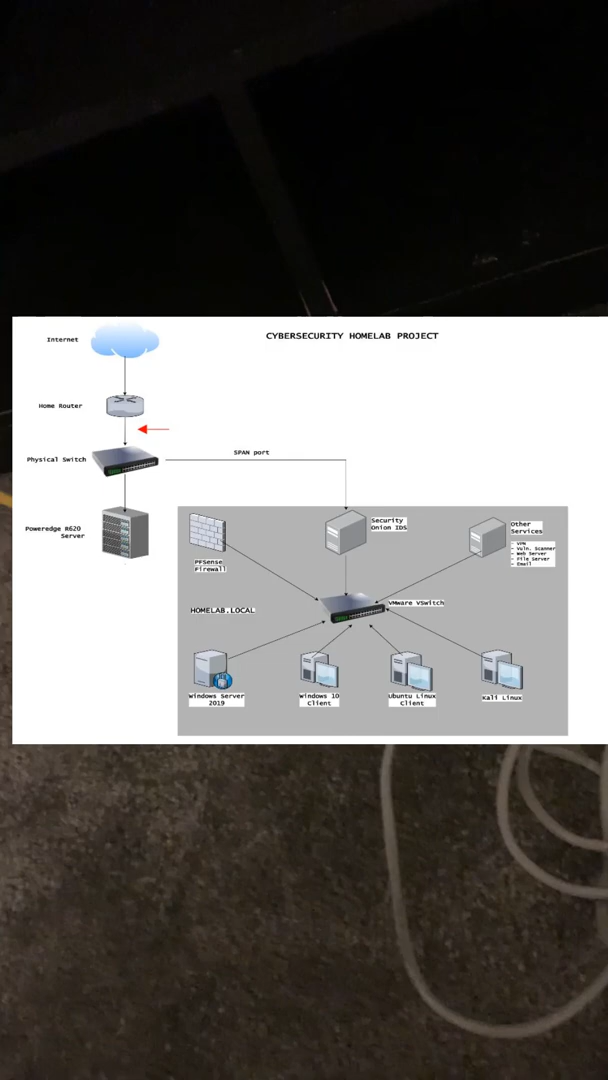 CYBERSECURITY HOMELAB PROJECT
Internet
Home Router
Physical Switch
SPAN port
Poweredge R620
Server
PFSense
Firewall
Security
Onion IDS
Other
Services
- VPN
- Vuln. Scanner
- Web Server
- File Server
- Email
HOMELAB.LOCAL
VMware VSwitch
Windows Server
2019
Windows 10
Client
Ubuntu Linux
Client
Kali Linux